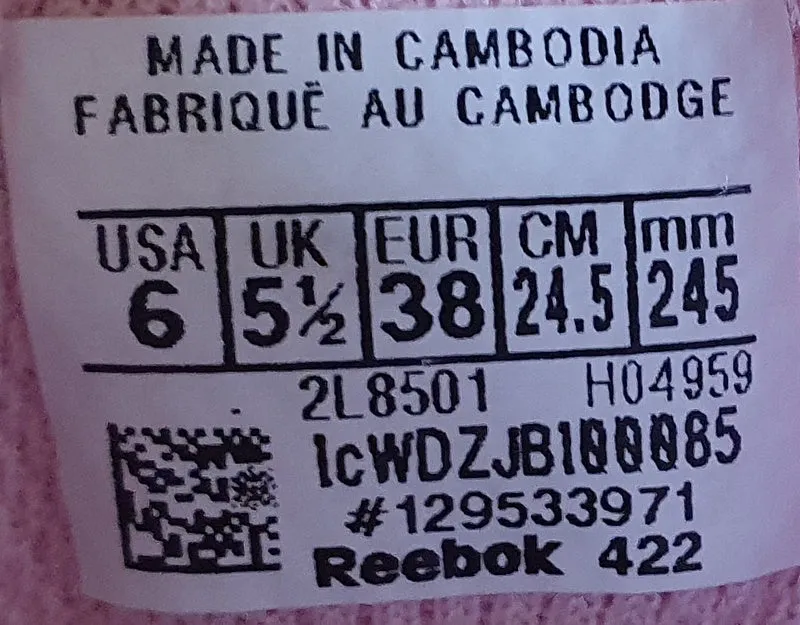 MADE IN CAMBODIA
FABRIQUË AU CAMBODGE
USA UK EUR CM mm
6 5½ 38 24.5 245
2L8501 H04959
1cWDZJB100085
#129533971
Reebok 422